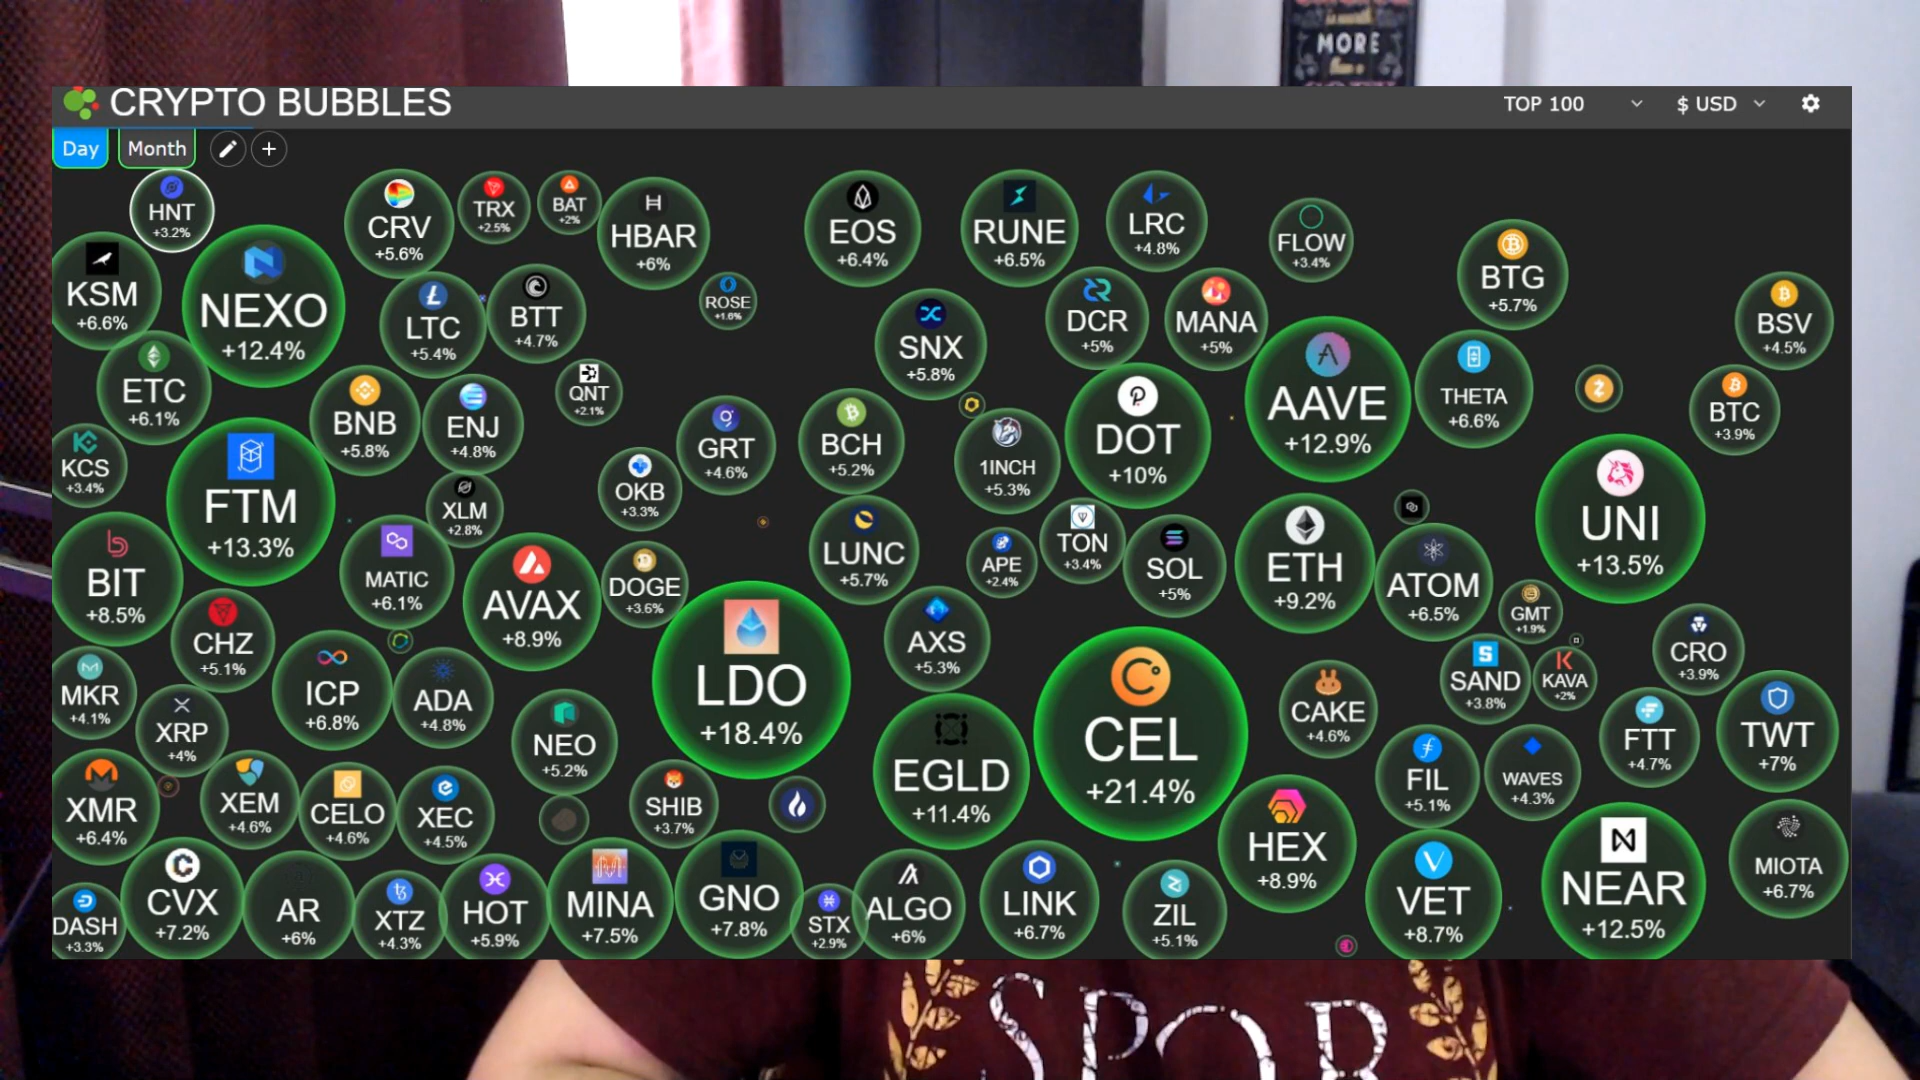 MORE
CRYPTO BUBBLES
TOP 100
$ USD
Day
Month
HNT
+3.2%
CRV
+5.6%
TRX
+2.5%
BAT
+2%
HBAR
+6%
EOS
+6.4%
RUNE
+6.5%
LRC
+4.8%
FLOW
+3.4%
BTG
+5.7%
KSM
+6.6%
NEXO
+12.4%
LTC
+5.4%
BTT
+4.7%
ROSE
+1.6%
SNX
+5.8%
DCR
+5%
MANA
+5%
BSV
+4.5%
ETC
+6.1%
BNB
+5.8%
ENJ
+4.8%
QNT
+2.1%
GRT
+4.6%
BCH
+5.2%
1INCH
+5.3%
DOT
+10%
AAVE
+12.9%
THETA
+6.6%
BTC
+3.9%
KCS
+3.4%
FTM
+13.3%
XLM
+2.8%
OKB
+3.3%
LUNC
+5.7%
APE
+2.4%
TON
+3.4%
SOL
+5%
ETH
+9.2%
ATOM
+6.5%
UNI
+13.5%
BIT
+8.5%
MATIC
+6.1%
AVAX
+8.9%
DOGE
+3.6%
GMT
+1.9%
CHZ
+5.1%
LDO
+18.4%
AXS
+5.3%
CEL
+21.4%
CAKE
+4.6%
SAND
+3.8%
KAVA
+2%
CRO
+3.9%
MKR
+4.1%
XRP
+4%
ICP
+6.8%
ADA
+4.8%
NEO
+5.2%
EGLD
+11.4%
FIL
+5.1%
WAVES
+4.3%
FTT
+4.7%
TWT
+7%
XMR
+6.4%
XEM
+4.6%
CELO
+4.6%
XEC
+4.5%
SHIB
+3.7%
HEX
+8.9%
NEAR
+12.5%
MIOTA
+6.7%
DASH
+3.3%
CVX
+7.2%
AR
+6%
XTZ
+4.3%
HOT
+5.9%
MINA
+7.5%
GNO
+7.8%
STX
+2.9%
ALGO
+6%
LINK
+6.7%
ZIL
+5.1%
VET
+8.7%
SPQR